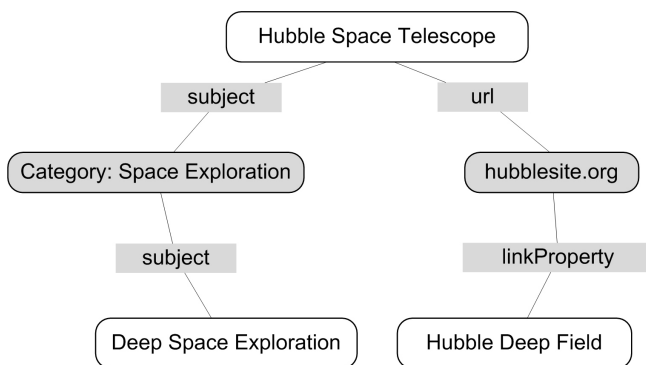 Hubble Space Telescope
subject
url
Category: Space Exploration
hubblesite.org
subject
linkProperty
Deep Space Exploration
Hubble Deep Field